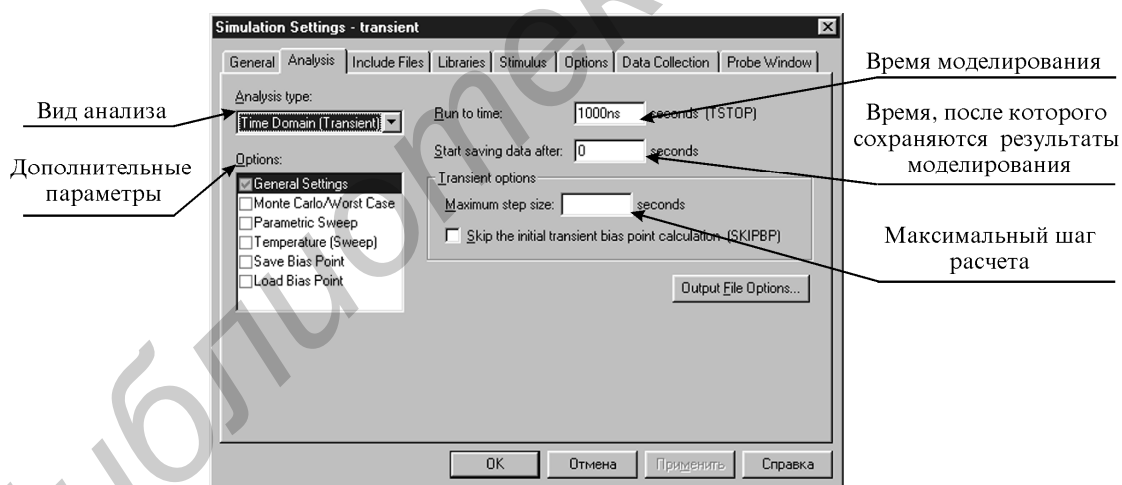 Simulation Settings - transient
General Analysis Include Files Libraries Stimulus Options Data Collection Probe Window
Analysis type:
Time Domain (Transient)
Options:
General Settings
Monte Carlo/Worst Case
Parametric Sweep
Temperature (Sweep)
Save Bias Point
Load Bias Point
Run to time: 1000ns seconds (TSTOP)
Start saving data after: 0 seconds
Transient options
Maximum step size: seconds
Skip the initial transient bias point calculation (SKIPBP)
Output File Options...
OK Отмена Применить Справка
Вид анализа
Дополнительные
параметры
Время моделирования
Время, после которого
сохраняются результаты
моделирования
Максимальный шаг
расчета